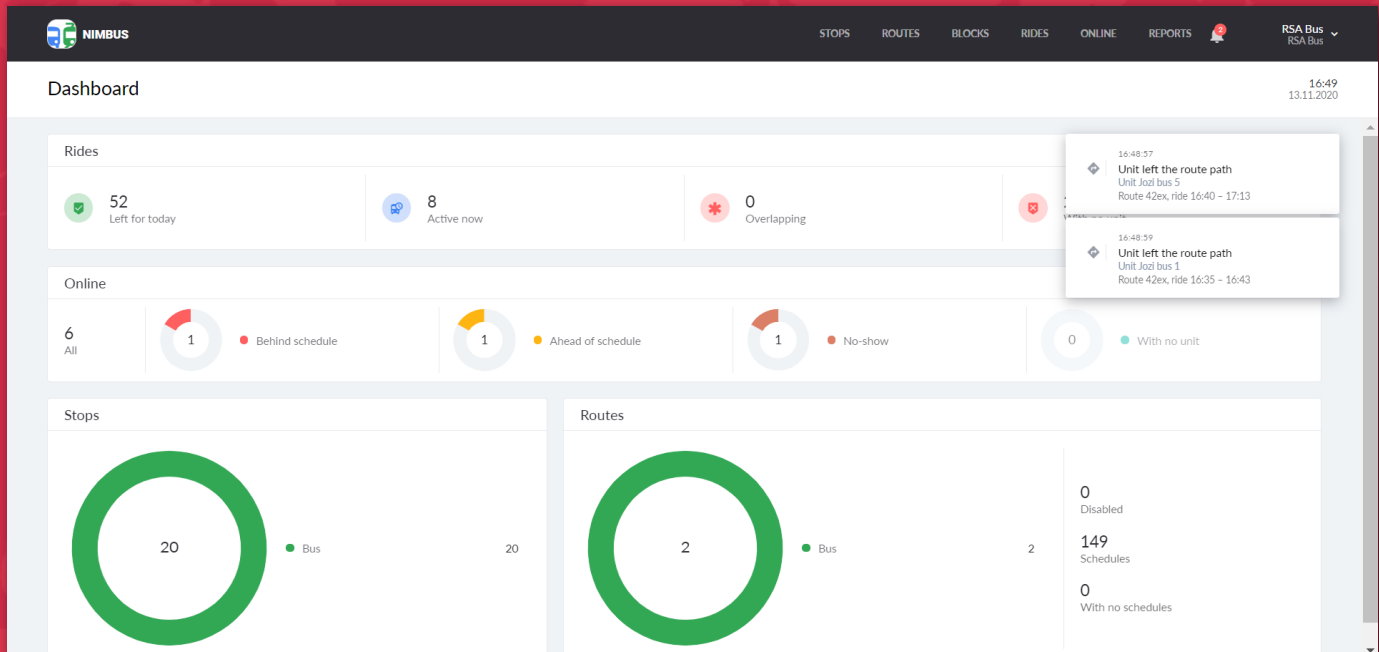 NIMBUS
STOPS
ROUTES
BLOCKS
RIDES
ONLINE
REPORTS
2
RSA Bus
RSA Bus
Dashboard
16:49
13.11.2020
Rides
52
Left for today
8
Active now
0
Overlapping
16:48:57
Unit left the route path
Unit Jozi bus 5
Route 42ex, ride 16:40 – 17:13
16:48:59
Unit left the route path
Unit Jozi bus 1
Route 42ex, ride 16:35 – 16:43
Online
6
All
1
Behind schedule
1
Ahead of schedule
1
No-show
0
With no unit
Stops
20
Bus
20
Routes
2
Bus
2
0
Disabled
149
Schedules
0
With no schedules